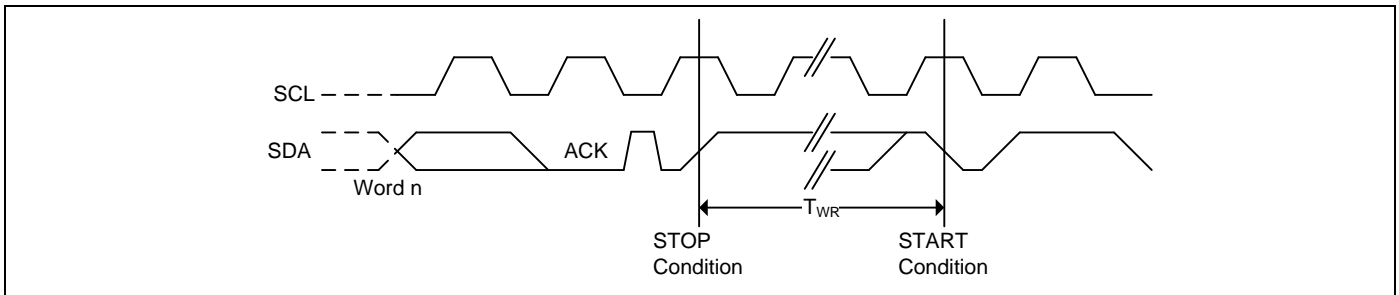 SCL
SDA
ACK
Word n
TWR
STOP
Condition
START
Condition